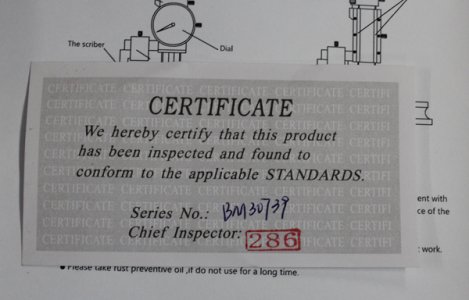 The scriber
Dial
CERTIFICATE
We hereby certify that this product
has been inspected and found to
conform to the applicable STANDARDS.
Series No.: BM30739
Chief Inspector: 286
ent with
ce of the
work.
Please take rust preventive oil ,if do not use for a long time.